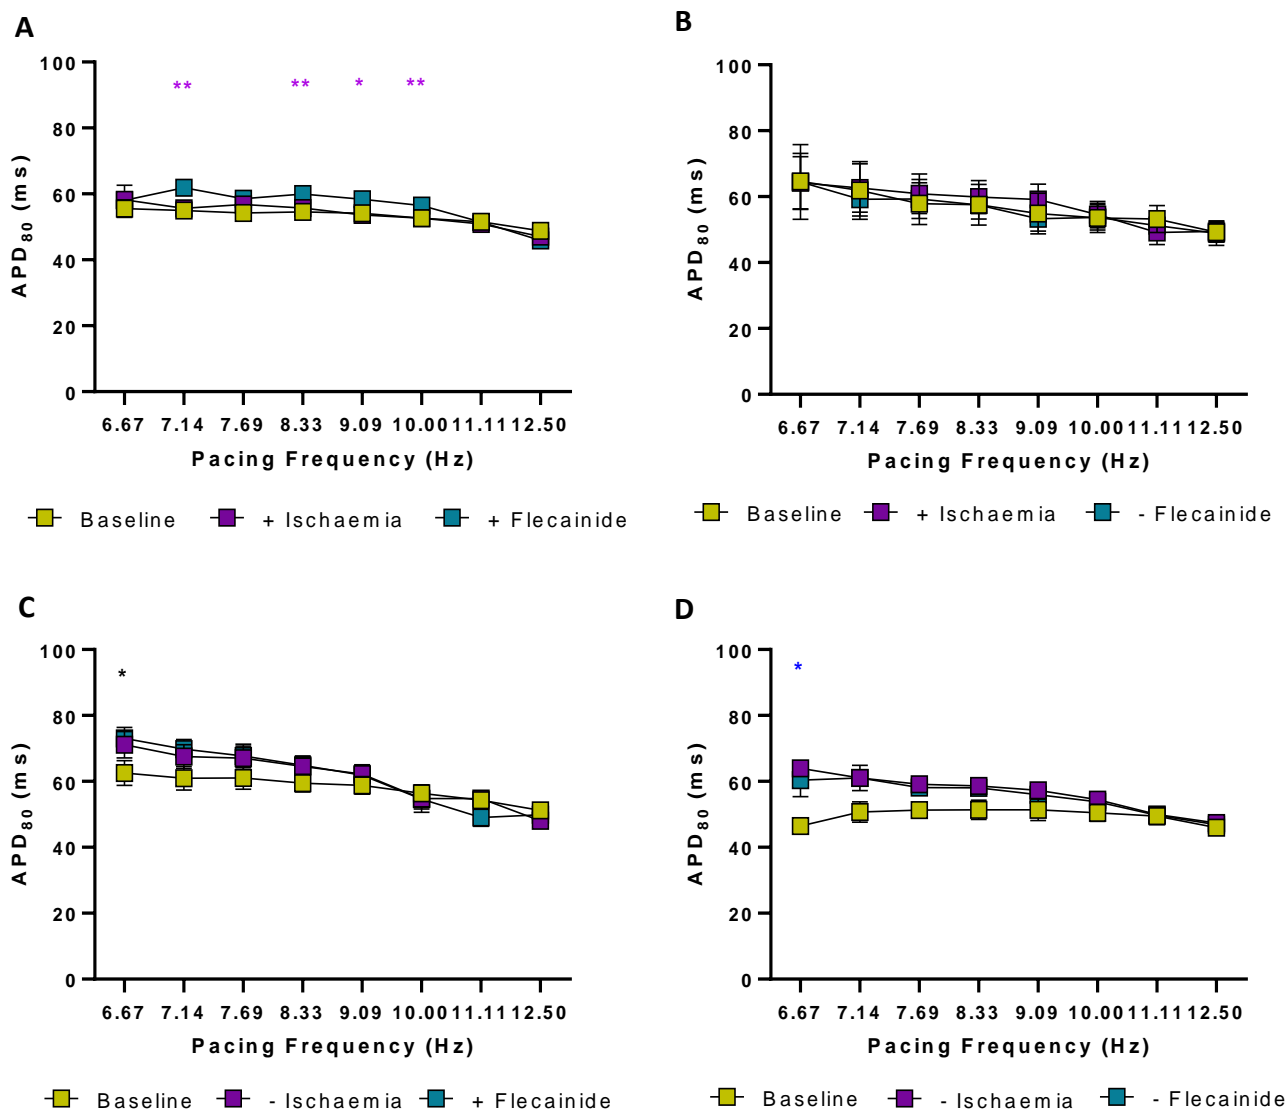 A
100
80
60
40
20
0
APD80 (ms)
** ** * **
6.67 7.14 7.69 8.33 9.09 10.00 11.11 12.50
Pacing Frequency (Hz)
Baseline + Ischaemia + Flecainide
B
100
80
60
40
20
0
APD80 (ms)
6.67 7.14 7.69 8.33 9.09 10.00 11.11 12.50
Pacing Frequency (Hz)
Baseline + Ischaemia - Flecainide
C
100
80
60
40
20
0
APD80 (ms)
*
6.67 7.14 7.69 8.33 9.09 10.00 11.11 12.50
Pacing Frequency (Hz)
Baseline - Ischaemia + Flecainide
D
100
80
60
40
20
0
APD80 (ms)
*
6.67 7.14 7.69 8.33 9.09 10.00 11.11 12.50
Pacing Frequency (Hz)
Baseline - Ischaemia - Flecainide